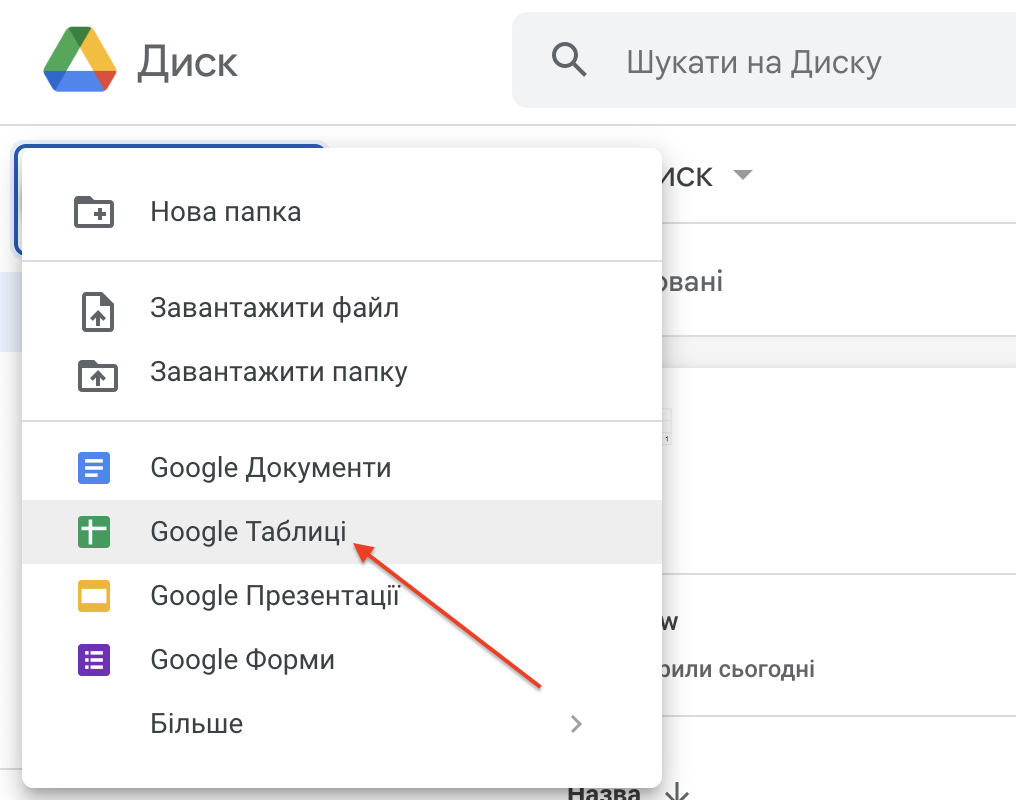 Диск
Шукати на Диску
иск
Нова папка
овані
Завантажити файл
Завантажити папку
Google Документи
Google Таблиці
Google Презентації
Google Форми
w
рили сьогодні
Більше
Назва